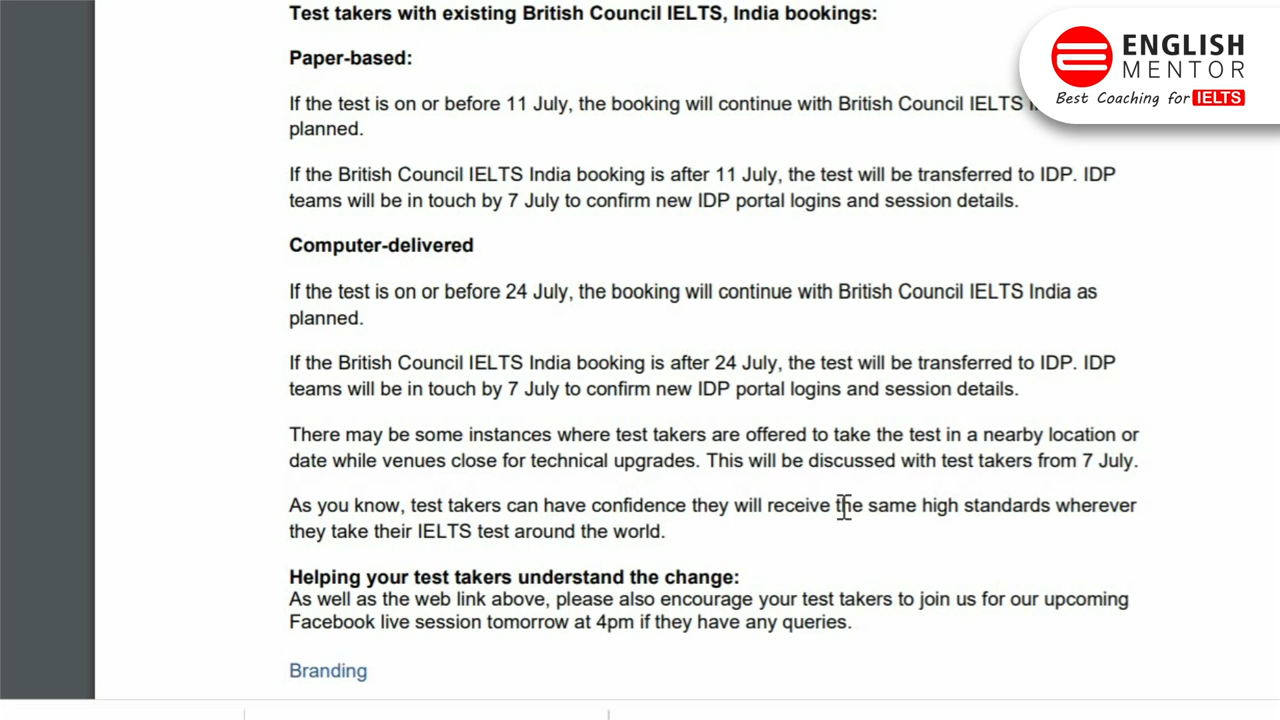 Test takers with existing British Council IELTS, India bookings:
ENGLISH
MENTOR
Best Coaching for IELTS
Paper-based:
If the test is on or before 11 July, the booking will continue with British Council IELTS
planned.
If the British Council IELTS India booking is after 11 July, the test will be transferred to IDP. IDP
teams will be in touch by 7 July to confirm new IDP portal logins and session details.
Computer-delivered
If the test is on or before 24 July, the booking will continue with British Council IELTS India as
planned.
If the British Council IELTS India booking is after 24 July, the test will be transferred to IDP. IDP
teams will be in touch by 7 July to confirm new IDP portal logins and session details.
There may be some instances where test takers are offered to take the test in a nearby location or
date while venues close for technical upgrades. This will be discussed with test takers from 7 July.
As you know, test takers can have confidence they will receive the same high standards wherever
they take their IELTS test around the world.
Helping your test takers understand the change:
As well as the web link above, please also encourage your test takers to join us for our upcoming
Facebook live session tomorrow at 4pm if they have any queries.
Branding